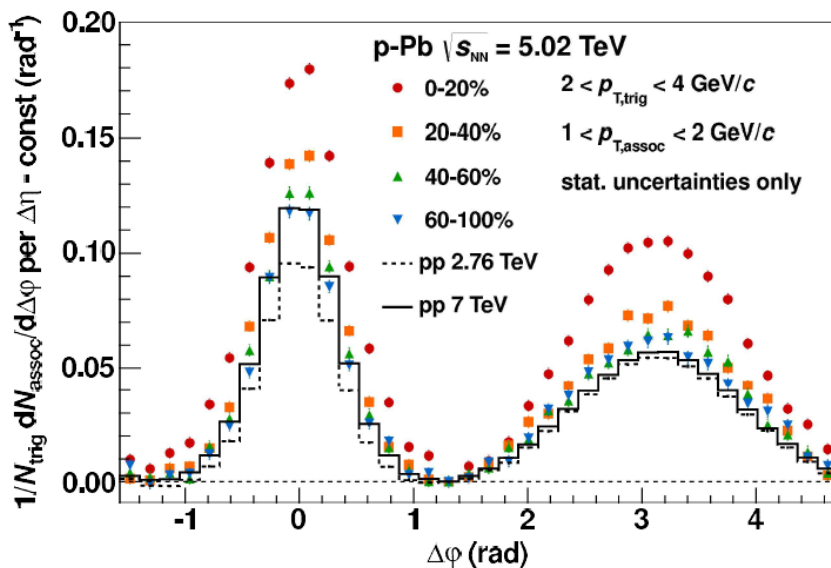 0.20
0.15
0.10
0.05
0.00
1/N_trig dN_assoc/dΔφ per Δη - const (rad⁻¹)
p-Pb √s_NN = 5.02 TeV
0-20%
20-40%
40-60%
60-100%
pp 2.76 TeV
pp 7 TeV
2 < p_T,trig < 4 GeV/c
1 < p_T,assoc < 2 GeV/c
stat. uncertainties only
-1 0 1 2 3 4
Δφ (rad)